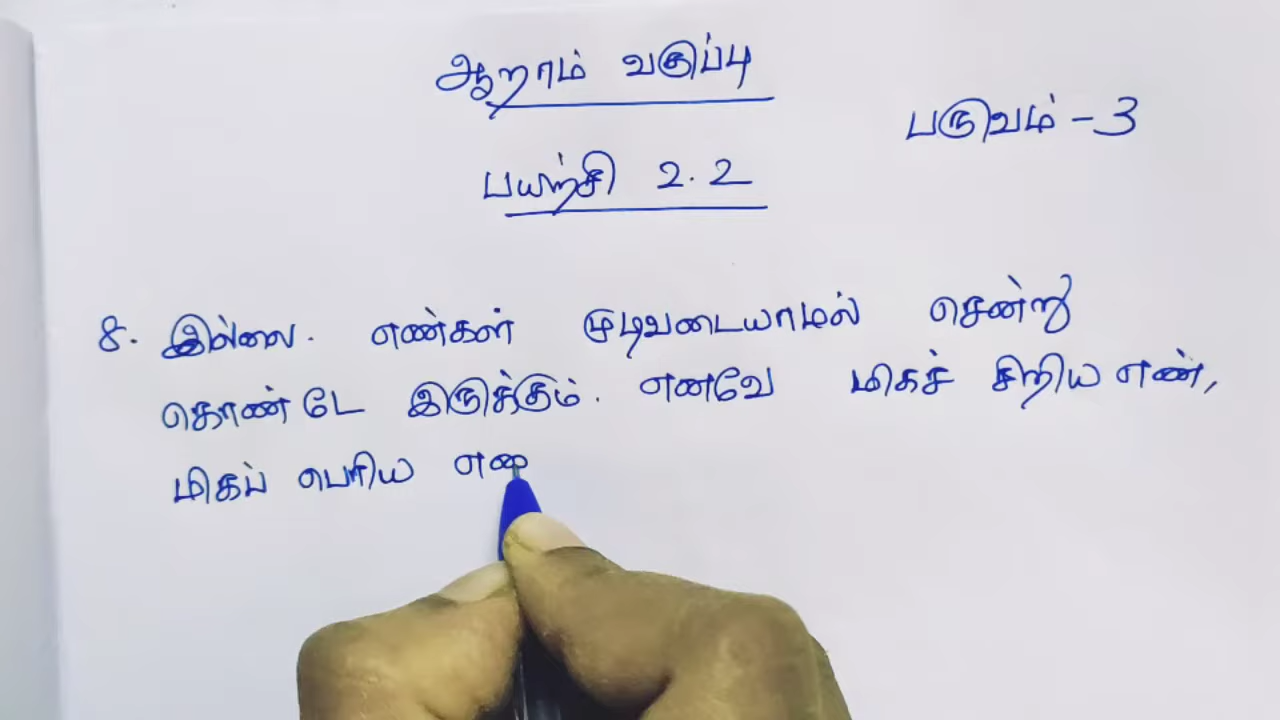 ஆறாம் வகுப்பு
பருவம் - 3
பயிற்சி 2.2
8. இல்லை. எண்கள் முடிவடையாமல் சென்று
கொண்டே இருக்கும். எனவே மிகச் சிறிய எண்,
மிகப் பெரிய எண